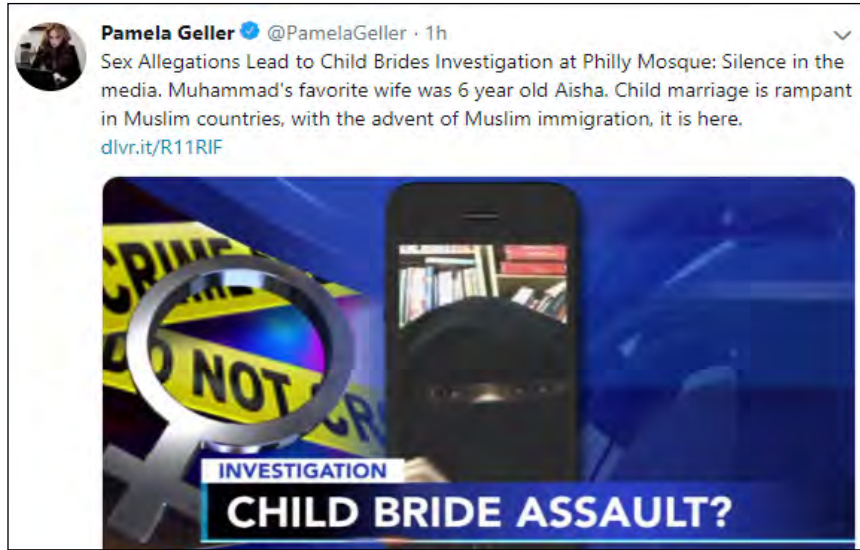 Pamela Geller @PamelaGeller · 1h
Sex Allegations Lead to Child Brides Investigation at Philly Mosque: Silence in the
media. Muhammad's favorite wife was 6 year old Aisha. Child marriage is rampant
in Muslim countries, with the advent of Muslim immigration, it is here.
dlvr.it/R11RlF
CRIME
DO NOT CR
INVESTIGATION
CHILD BRIDE ASSAULT?